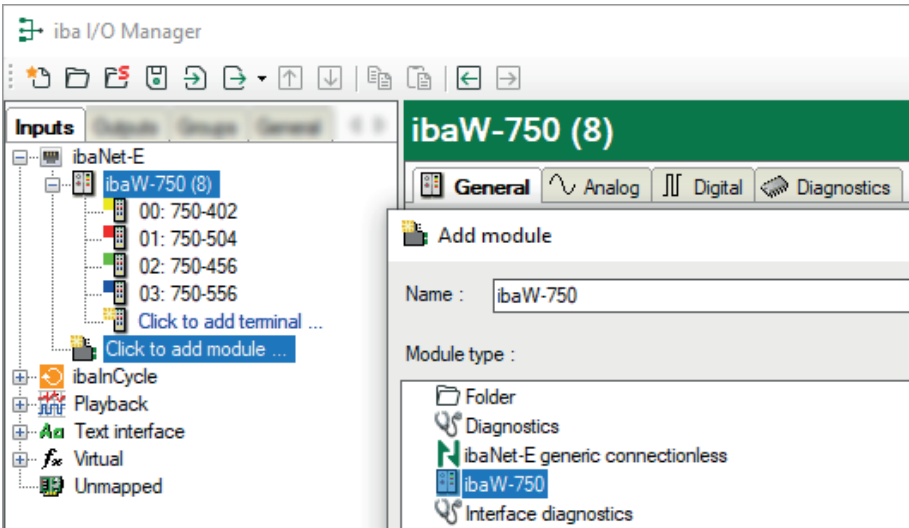 iba I/O Manager
Inputs
ibaNet-E
ibaW-750 (8)
00: 750-402
01: 750-504
02: 750-456
03: 750-556
Click to add terminal ...
Click to add module ...
ibaInCycle
Playback
Text interface
Virtual
Unmapped
ibaW-750 (8)
General Analog Digital Diagnostics
Add module
Name : ibaW-750
Module type :
Folder
Diagnostics
ibaNet-E generic connectionless
ibaW-750
Interface diagnostics